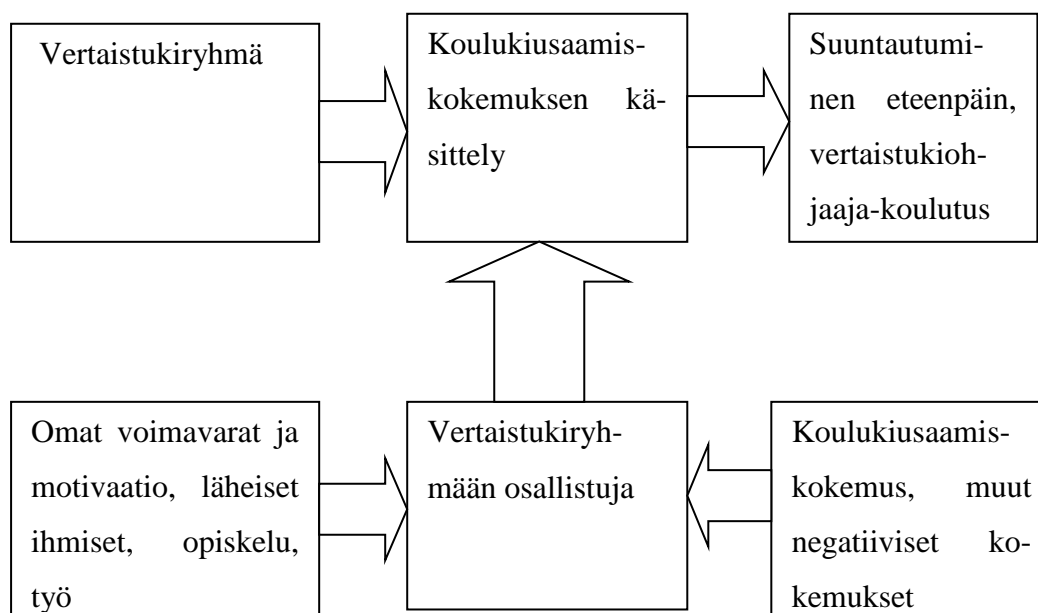 Vertaistukiryhmä
Koulukiusaamis-
kokemuksen kä-
sittely
Suuntautumi-
nen eteenpäin,
vertaistukioh-
jaaja-koulutus
Omat voimavarat ja
motivaatio, läheiset
ihmiset, opiskelu,
työ
Vertaistukiryh-
mään osallistuja
Koulukiusaamis-
kokemus, muut
negatiiviset ko-
kemukset